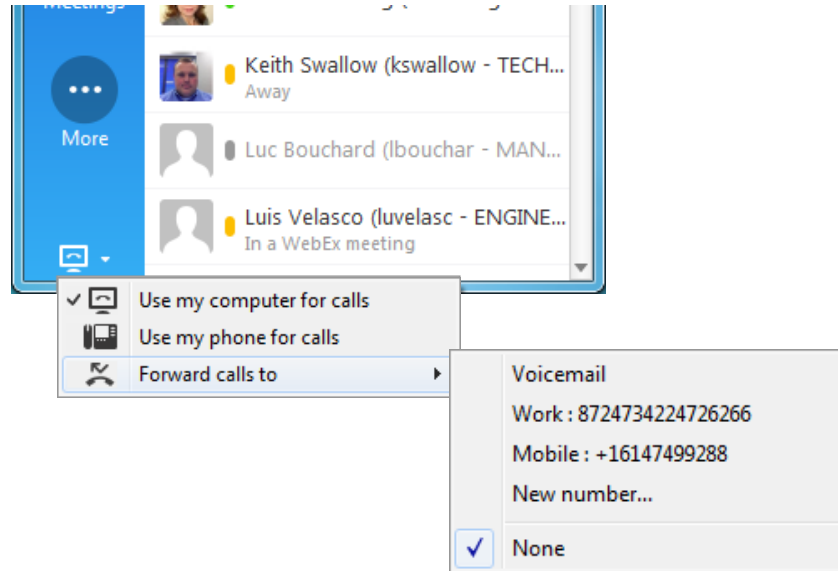 Meetings
Keith Swallow (kswallow - TECH...
Away
More
Luc Bouchard (lbouchar - MAN...
Luis Velasco (luvelasc - ENGINE...
In a WebEx meeting
Use my computer for calls
Use my phone for calls
Forward calls to
Voicemail
Work : 8724734224726266
Mobile : +16147499288
New number...
None